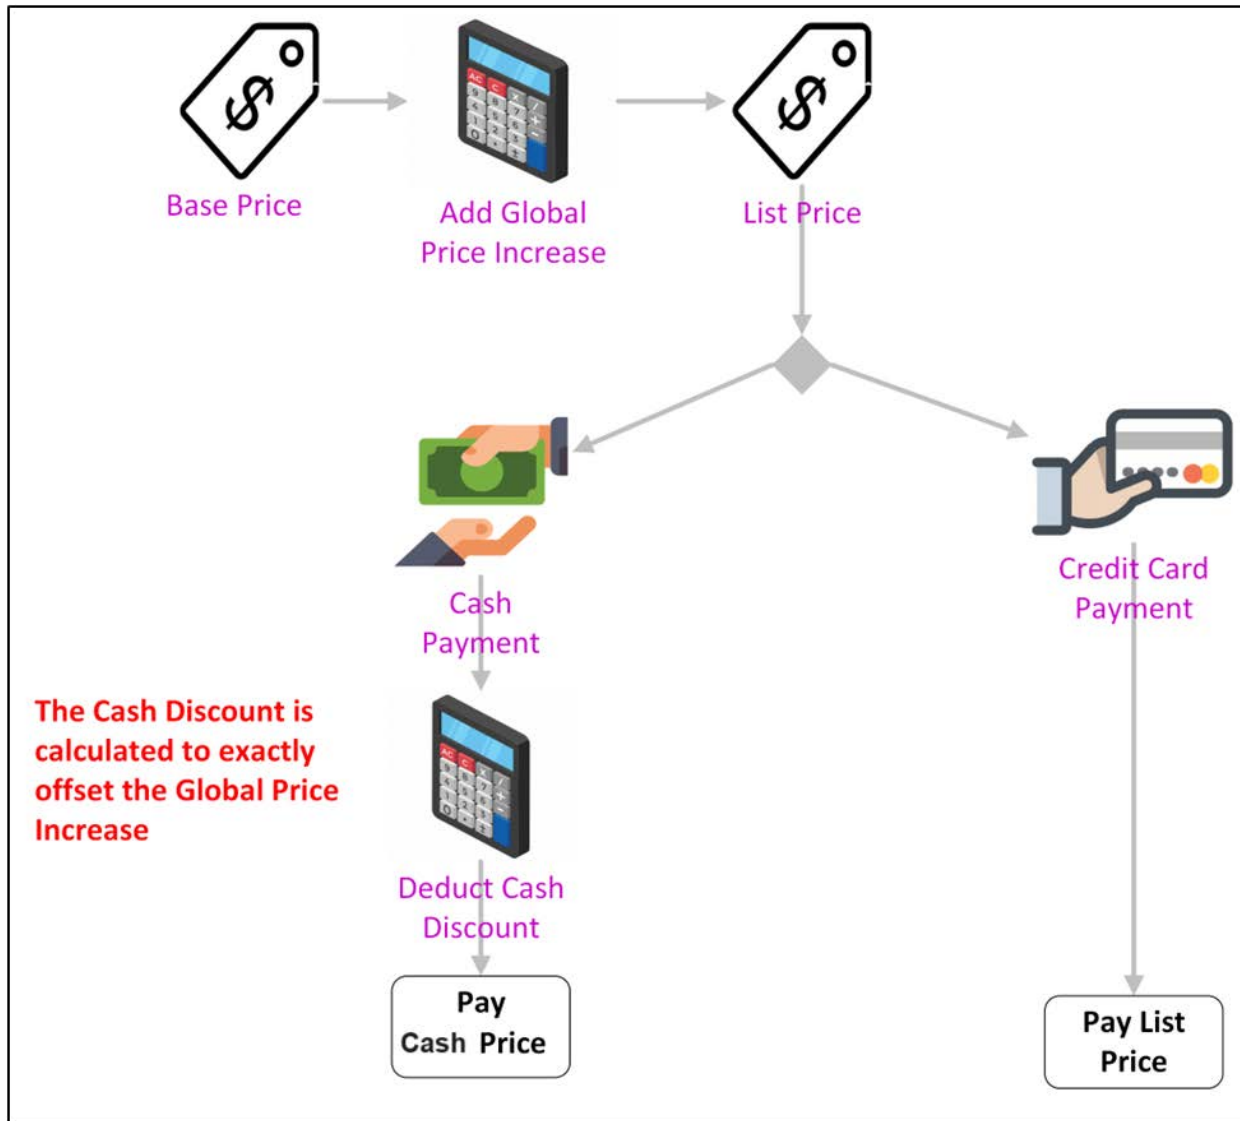 Base Price
Add Global
Price Increase
List Price
Cash
Payment
Credit Card
Payment
The Cash Discount is
calculated to exactly
offset the Global Price
Increase
Deduct Cash
Discount
Pay
Cash Price
Pay List
Price